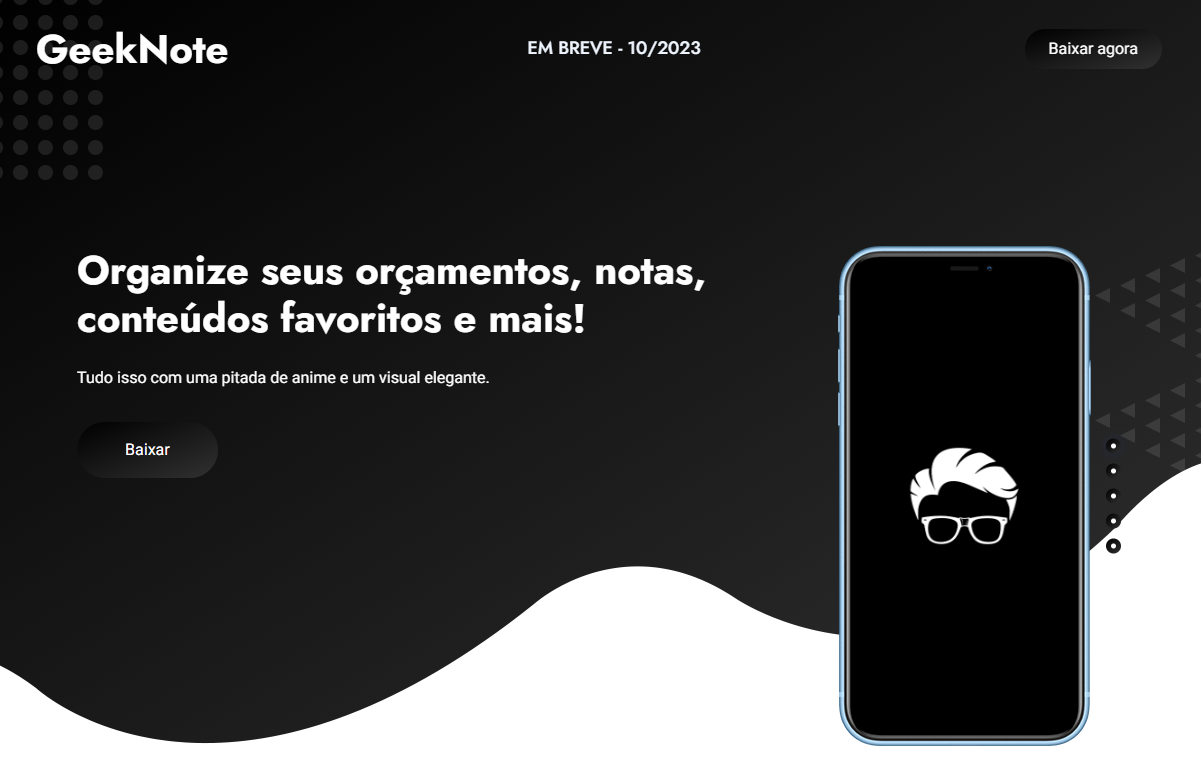 GeekNote
EM BREVE - 10/2023
Baixar agora
Organize seus orçamentos, notas,
conteúdos favoritos e mais!
Tudo isso com uma pitada de anime e um visual elegante.
Baixar